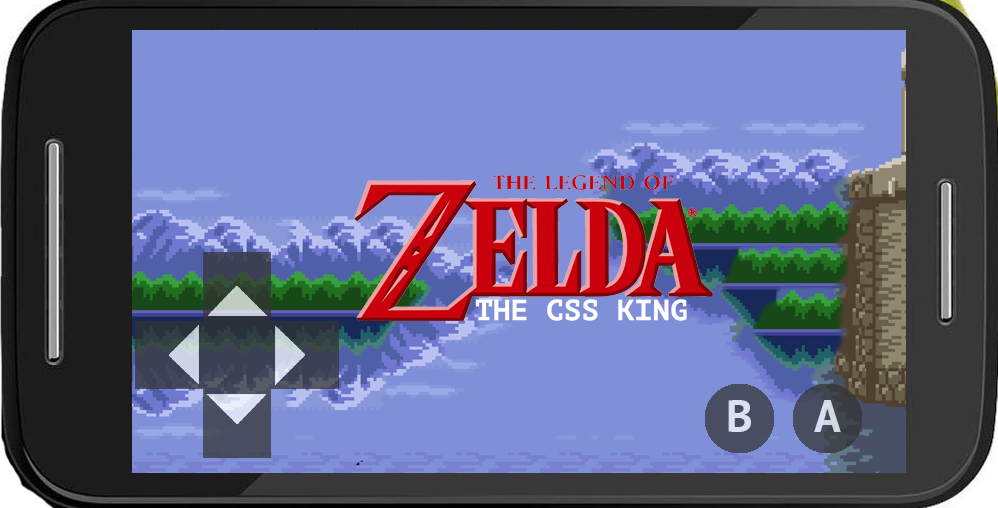 THE LEGEND OF
ZELDA®
THE CSS KING
B A